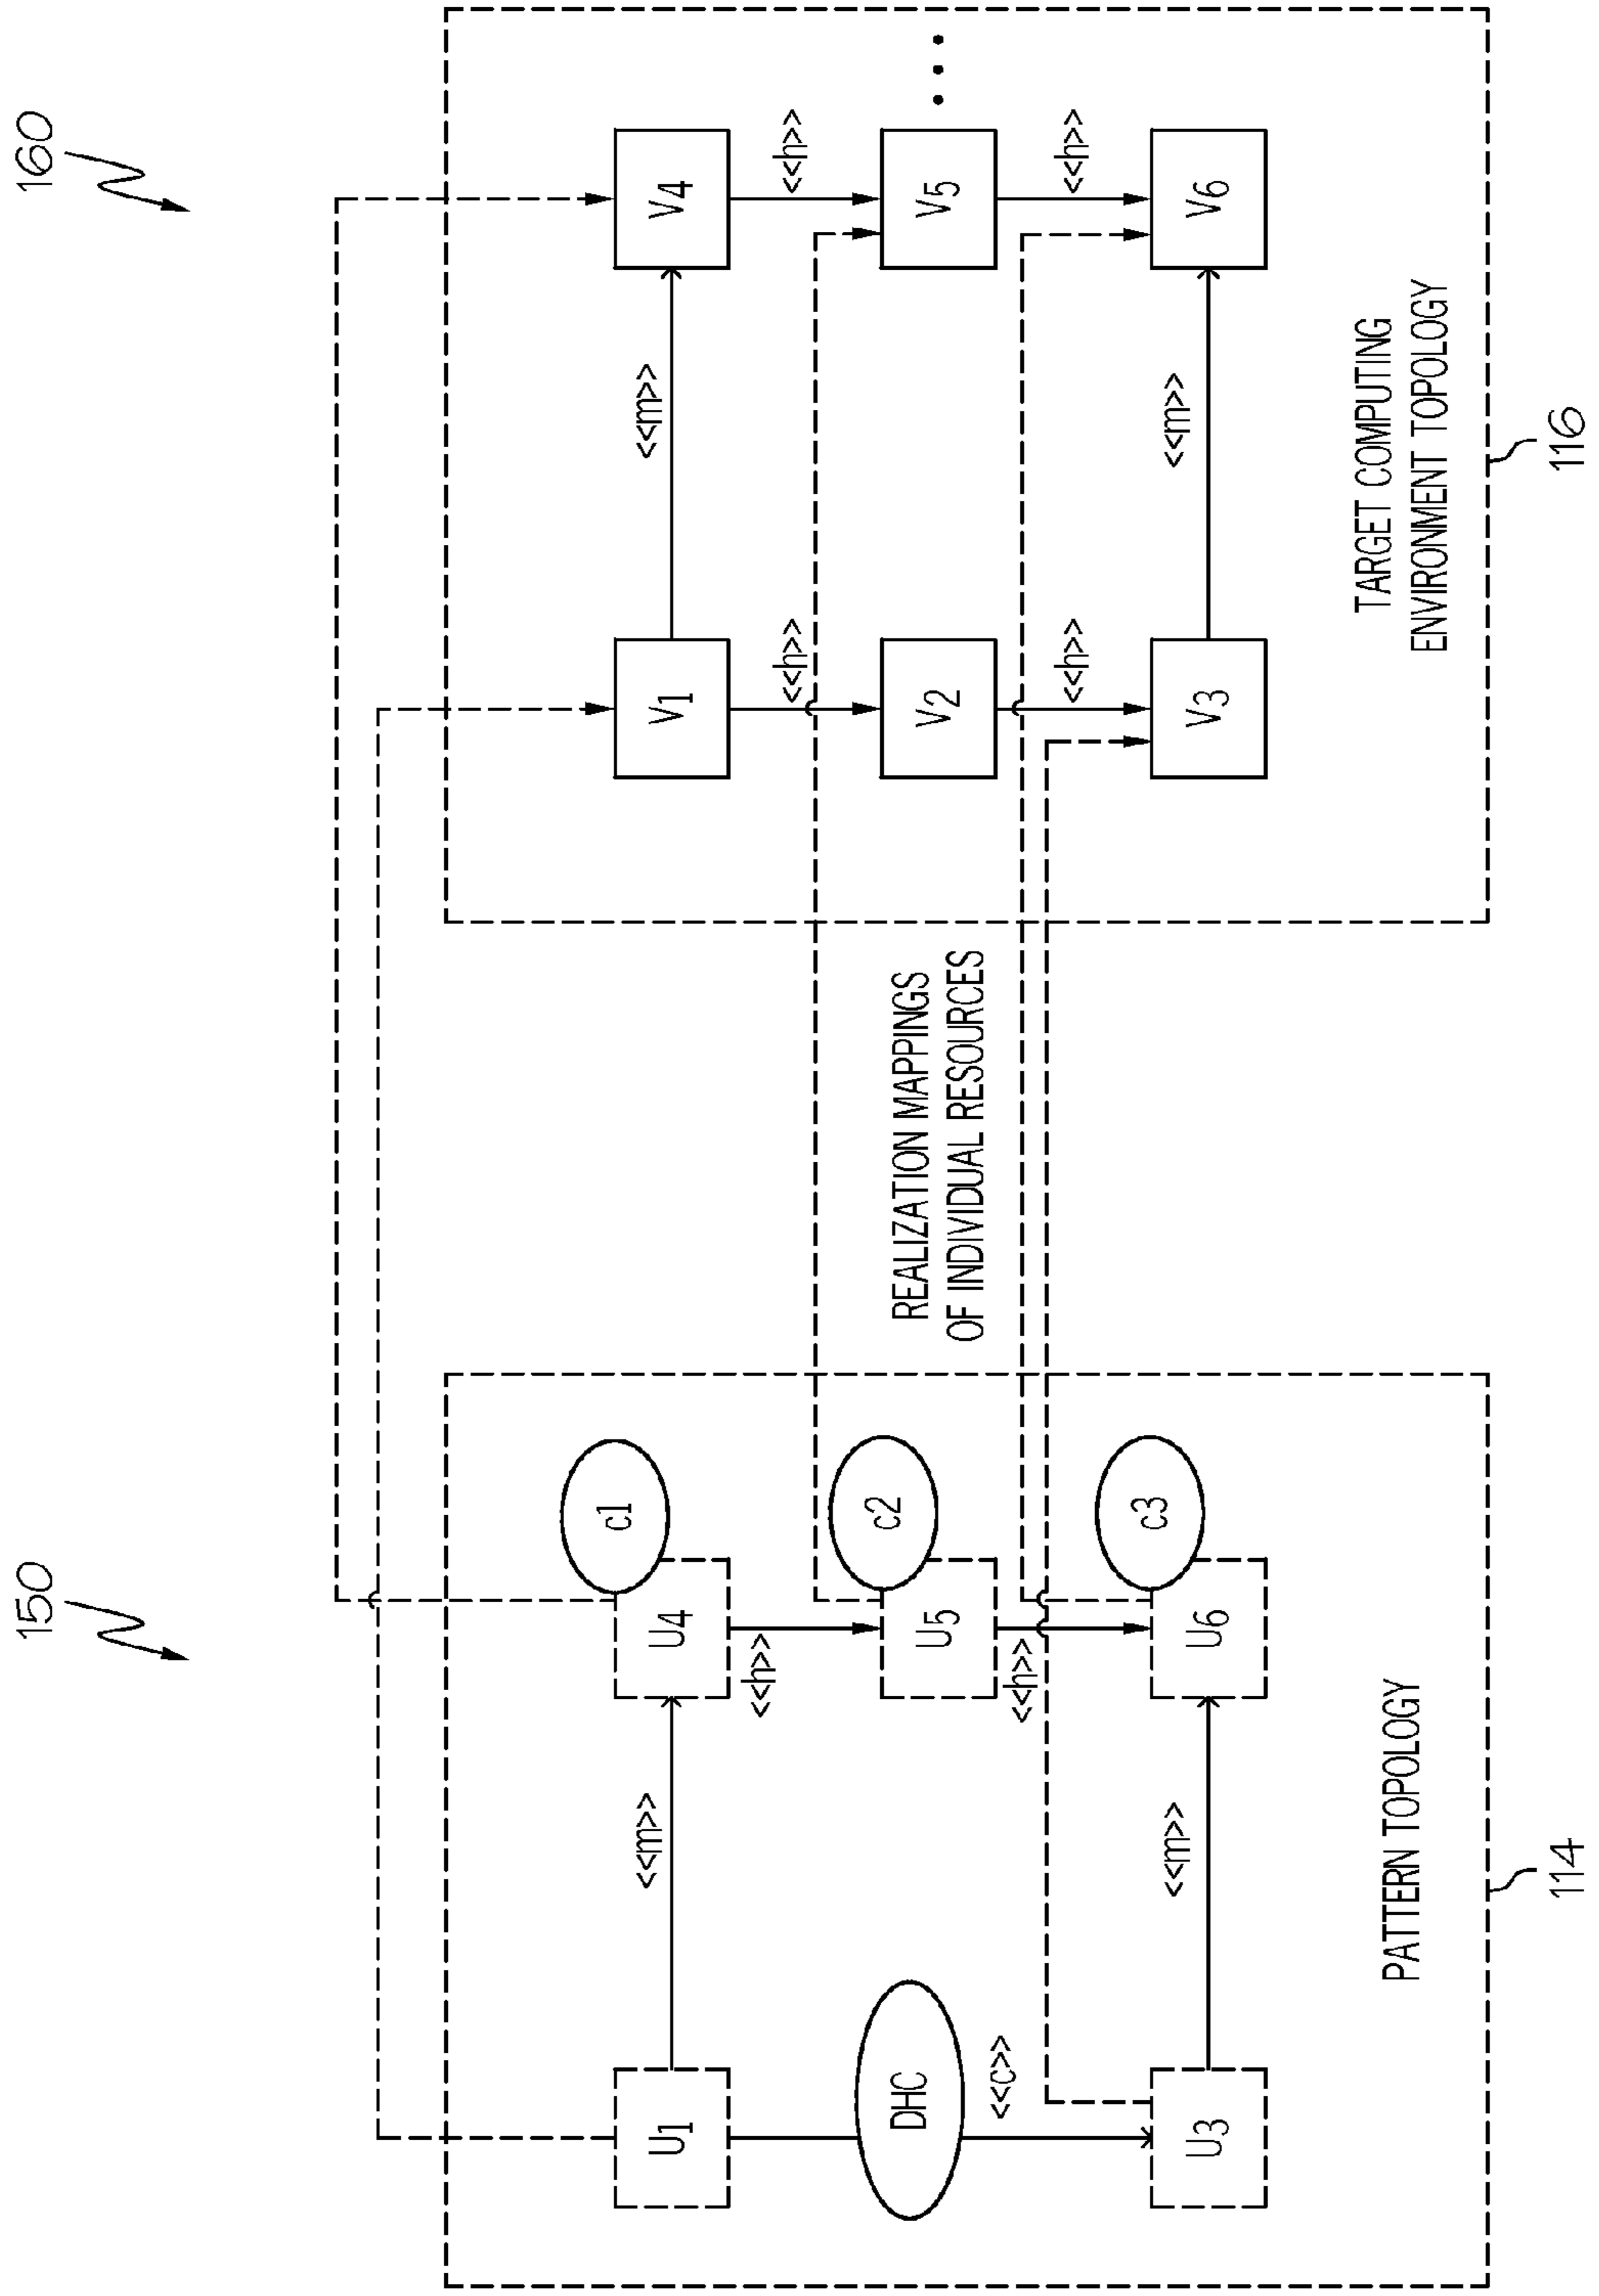 150
160
U1
<<m>>
U4
c1
V1
<<m>>
V4
<<h>>
<<h>>
<<h>>
DHC
U5
c2
REALIZATION MAPPINGS
OF INDIVIDUAL RESOURCES
V2
V5
<<c>>
<<h>>
<<h>>
<<h>>
U3
<<m>>
U6
c3
V3
<<m>>
V6
PATTERN TOPOLOGY
TARGET COMPUTING
ENVIRONMENT TOPOLOGY
114
116